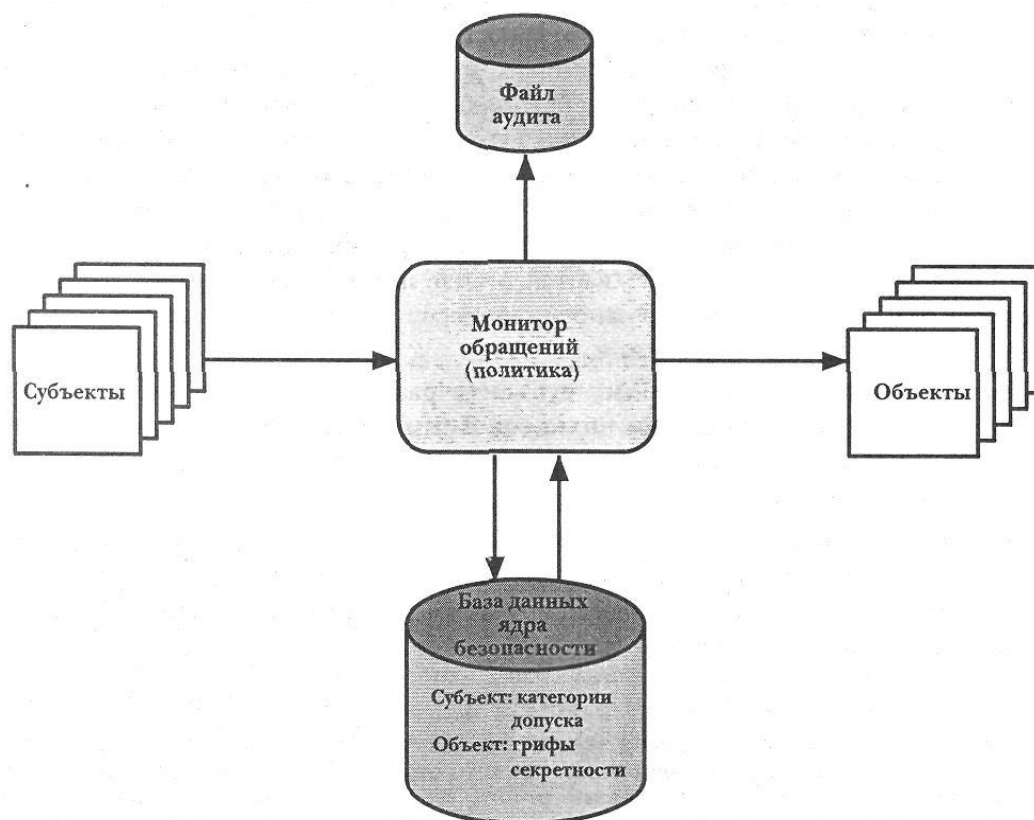 Файл
аудита
Монитор
обращений
(политика)
Субъекты
Объекты
База данных
ядра
безопасности
Субъект: категории
допуска
Объект: грифы
секретности